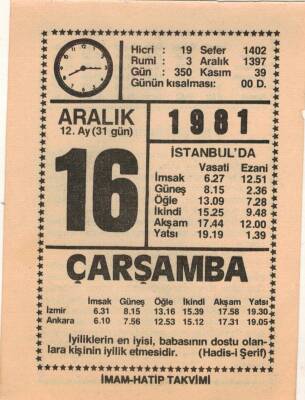 Hicri : 19 Sefer 1402
Rumi : 3 Aralık 1397
Gün : 350 Kasım 39
Günün kısalması: 00 D.
ARALIK
12. Ay (31 gün)
1981
16
İSTANBUL'DA
Vasati Ezani
İmsak 6.27 12.51
Güneş 8.15 2.36
Öğle 13.09 7.28
İkindi 15.25 9.48
Akşam 17.44 12.00
Yatsı 19.19 1.39
ÇARŞAMBA
İmsak Güneş Öğle İkindi Akşam Yatsı
İzmir 6.31 8.15 13.16 15.39 17.58 19.30
Ankara 6.10 7.56 12.53 15.12 17.31 19.05
İyiliklerin en iyisi, babasının dostu olan-
lara kişinin iyilik etmesidir. (Hadis-i Şerif)
İMAM-HATİP TAKVİMİ